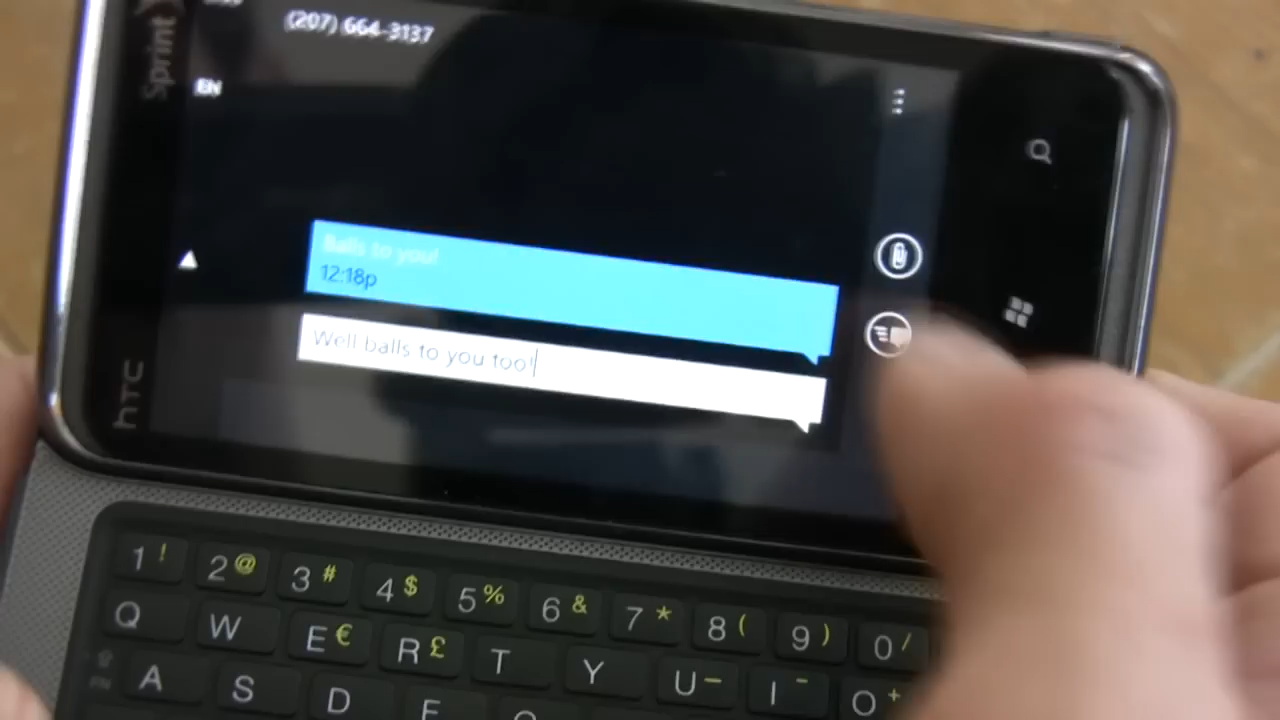 Sprint
(207) 664-3137
EN
Balls to you!
12:18p
Well balls to you too!
hTC
1 ! 2 @ 3 # 4 $ 5 % 6 & 7 * 8 ( 9 ) 0 /
Q W E € R £ T Y U – I - O +
A S D F